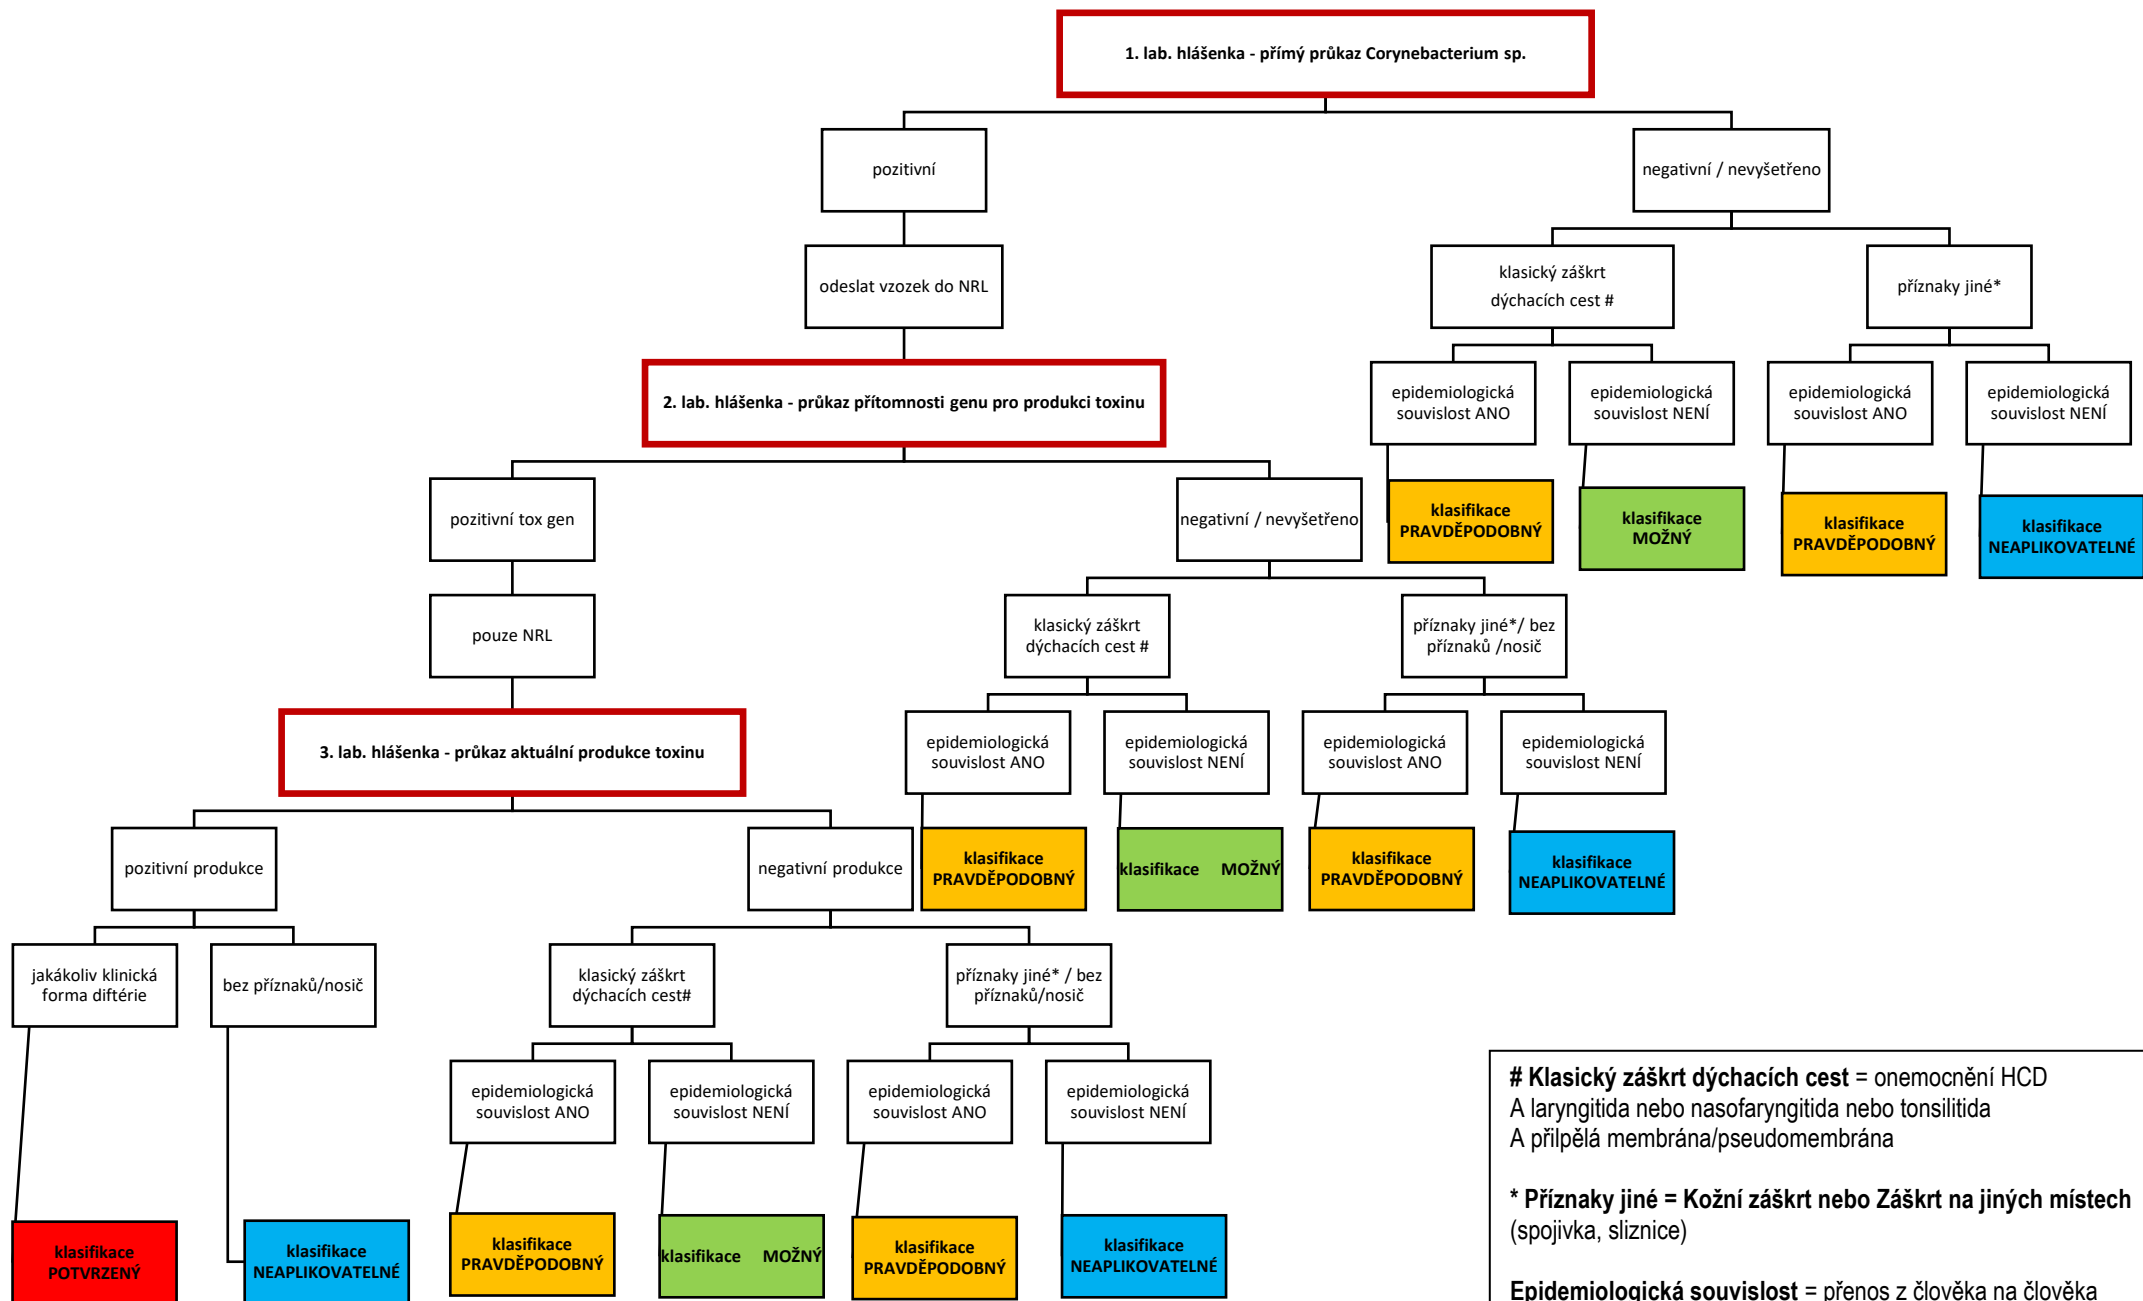 1. lab. hlášenka - přímý průkaz Corynebacterium sp.
pozitivní
negativní / nevyšetřeno
odeslat vzozek do NRL
klasický záškrt
dýchacích cest #
příznaky jiné*
2. lab. hlášenka - průkaz přítomnosti genu pro produkci toxinu
epidemiologická
souvislost ANO
epidemiologická
souvislost NENÍ
epidemiologická
souvislost ANO
epidemiologická
souvislost NENÍ
klasifikace
PRAVDĚPODOBNÝ
klasifikace
MOŽNÝ
klasifikace
PRAVDĚPODOBNÝ
klasifikace
NEAPLIKOVATELNÉ
pozitivní tox gen
negativní / nevyšetřeno
pouze NRL
klasický záškrt
dýchacích cest #
příznaky jiné*/ bez
příznaků /nosič
3. lab. hlášenka - průkaz aktuální produkce toxinu
epidemiologická
souvislost ANO
epidemiologická
souvislost NENÍ
epidemiologická
souvislost ANO
epidemiologická
souvislost NENÍ
klasifikace
PRAVDĚPODOBNÝ
klasifikace MOŽNÝ
klasifikace
PRAVDĚPODOBNÝ
klasifikace
NEAPLIKOVATELNÉ
pozitivní produkce
negativní produkce
jakákoliv klinická
forma diftérie
bez příznaků/nosič
klasický záškrt
dýchacích cest#
příznaky jiné* / bez
příznaků/nosič
epidemiologická
souvislost ANO
epidemiologická
souvislost NENÍ
epidemiologická
souvislost ANO
epidemiologická
souvislost NENÍ
klasifikace
POTVRZENÝ
klasifikace
NEAPLIKOVATELNÉ
klasifikace
PRAVDĚPODOBNÝ
klasifikace MOŽNÝ
klasifikace
PRAVDĚPODOBNÝ
klasifikace
NEAPLIKOVATELNÉ
# Klasický záškrt dýchacích cest = onemocnění HCD
A laryngitida nebo nasofaryngitida nebo tonsilitida
A přilpělá membrána/pseudomembrána
* Příznaky jiné = Kožní záškrt nebo Záškrt na jiných místech
(spojivka, sliznice)
Epidemiologická souvislost = přenos z člověka na člověka